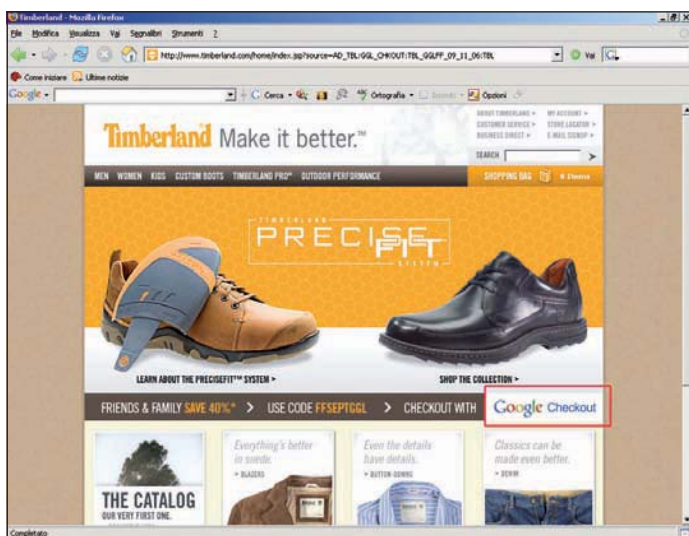 Timberland - Mozilla Firefox
File Modifica Visualizza Vai Segnalibri Strumenti ?
http://www.timberland.com/home/index.jsp?source=AD_TBL:GGL_CHKOUT:TBL_GGLFF_09_11_06:TBL
Vai
Come iniziare Ultime notizie
Google Cerca Ortografia Opzioni
ABOUT TIMBERLAND » MY ACCOUNT »
CUSTOMER SERVICE » STORE LOCATOR »
BUSINESS DIRECT » E-MAIL SIGNUP »
Timberland Make it better.™
SEARCH
MEN WOMEN KIDS CUSTOM BOOTS TIMBERLAND PRO® OUTDOOR PERFORMANCE SHOPPING BAG 0 Items
TIMBERLAND
PRECISE
FIT
SYSTEM
LEARN ABOUT THE PRECISEFIT™ SYSTEM » SHOP THE COLLECTION »
FRIENDS & FAMILY SAVE 40%* > USE CODE FFSEPTGGL > CHECKOUT WITH Google Checkout
THE CATALOG
OUR VERY FIRST ONE.
Everything's better
in suede.
» BLAZERS
Even the details
have details.
» BUTTON-DOWNS
Classics can be
made even better.
» DENIM
Completato